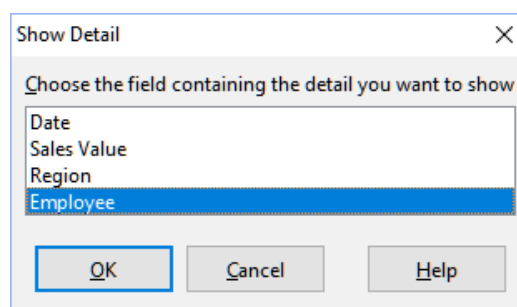 Show Detail
Choose the field containing the detail you want to show
Date
Sales Value
Region
Employee
OK Cancel Help